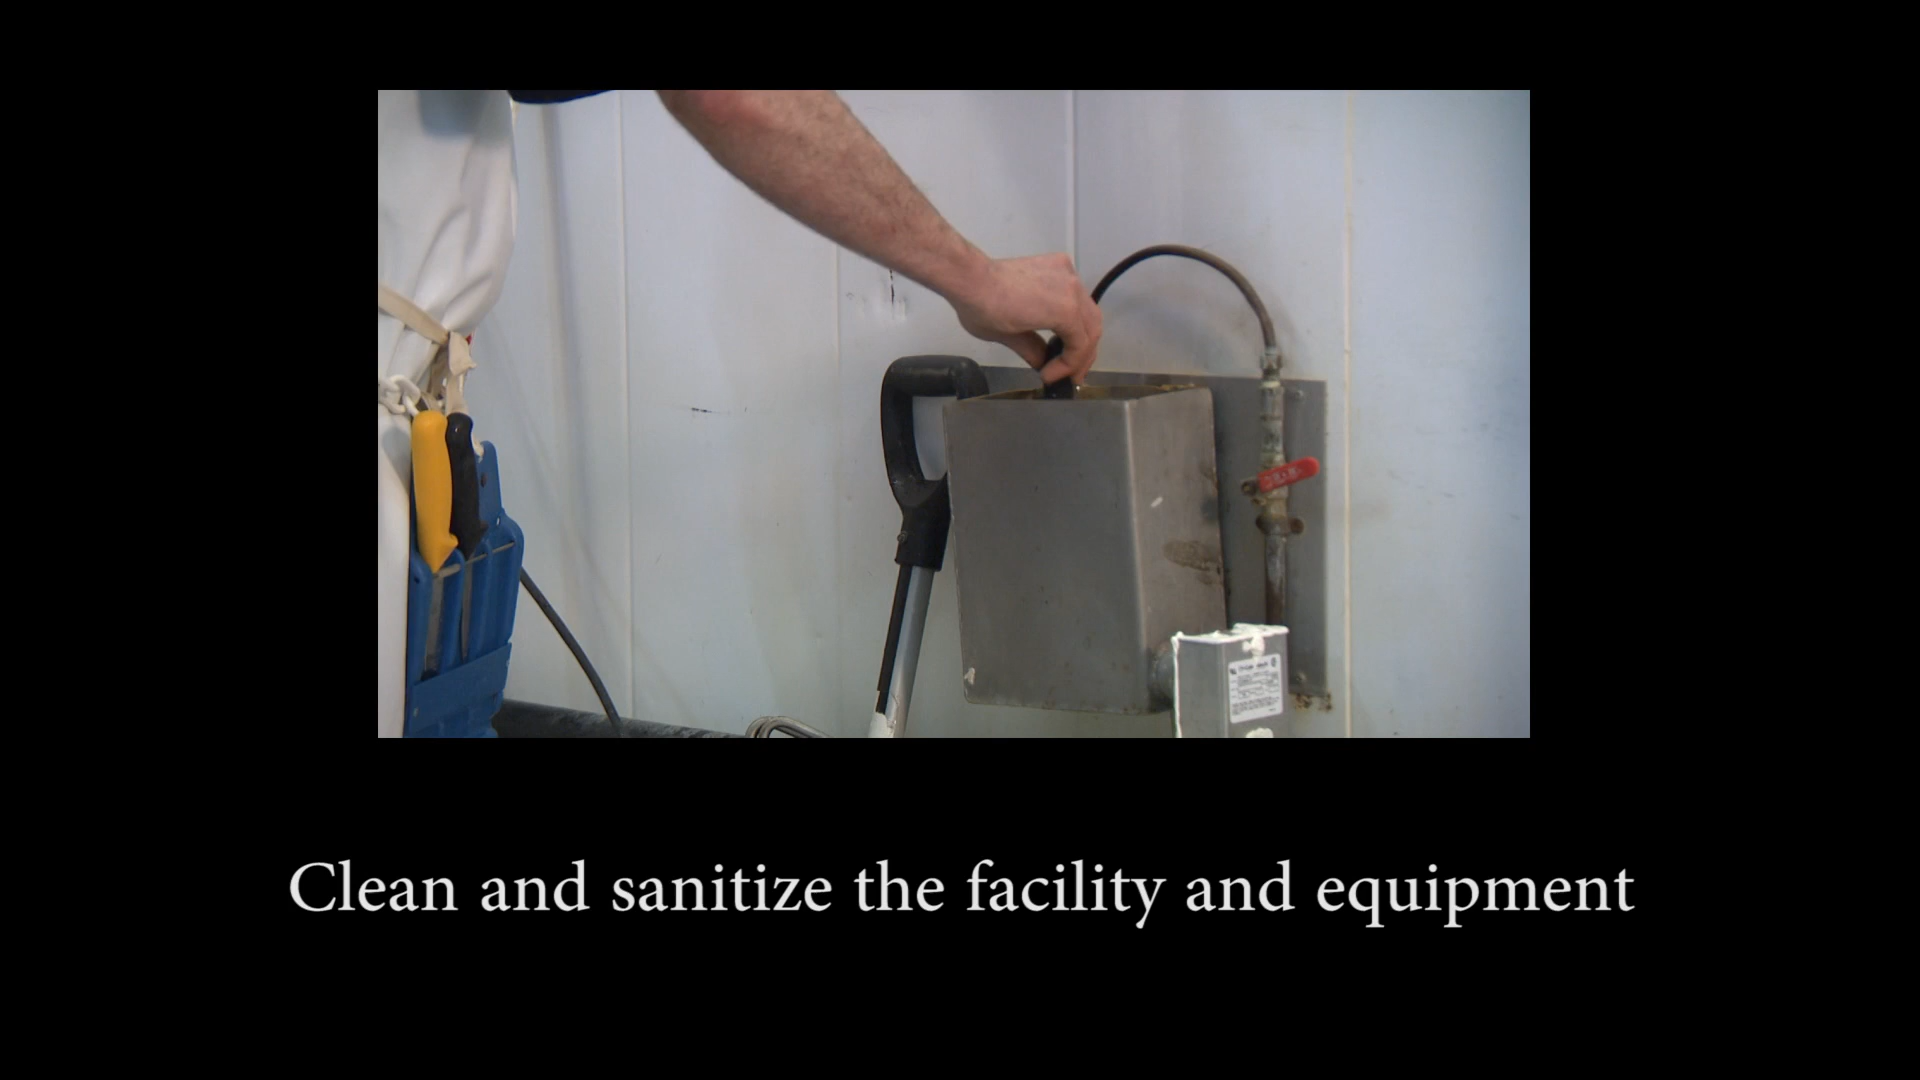 Clean and sanitize the facility and equipment